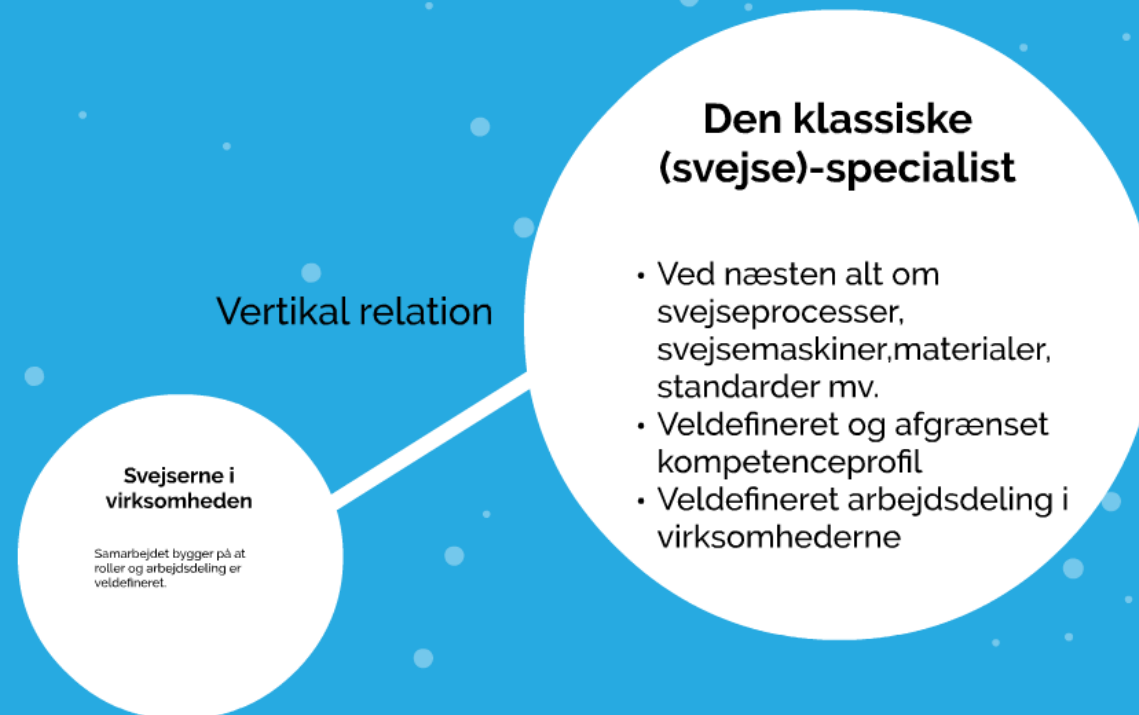 Den klassiske
(svejse)-specialist
Vertikal relation
• Ved næsten alt om
svejseprocesser,
svejsemaskiner,materialer,
standarder mv.
• Veldefineret og afgrænset
kompetenceprofil
• Veldefineret arbejdsdeling i
virksomhederne
Svejserne i
virksomheden
Samarbejdet bygger på at
roller og arbejdsdeling er
veldefineret.